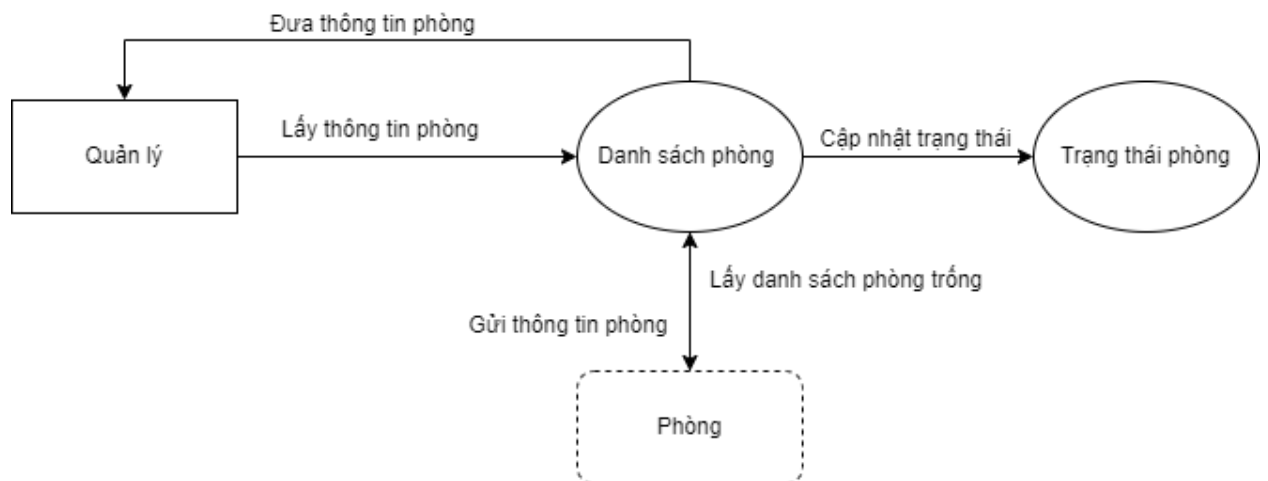 Đưa thông tin phòng
Quản lý
Lấy thông tin phòng
Danh sách phòng
Cập nhật trạng thái
Trạng thái phòng
Lấy danh sách phòng trống
Gửi thông tin phòng
Phòng